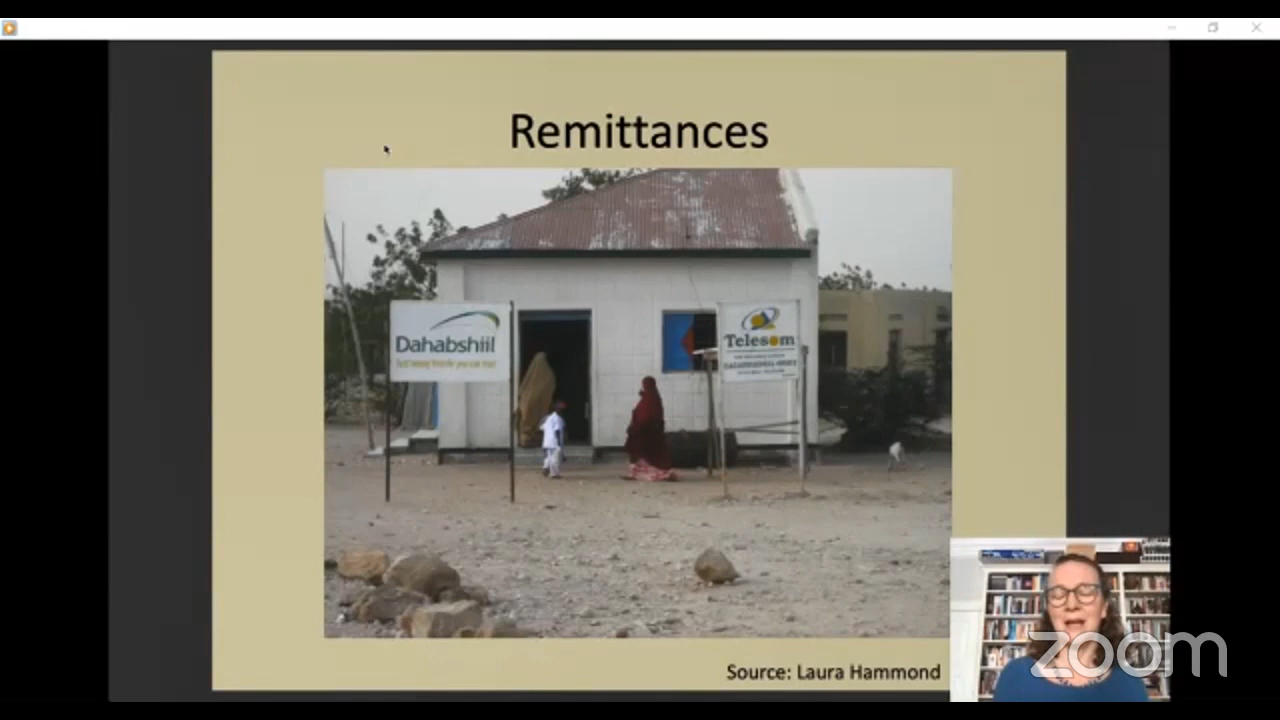 Remittances
Dahabshiil
Telesom
Source: Laura Hammond
zoom